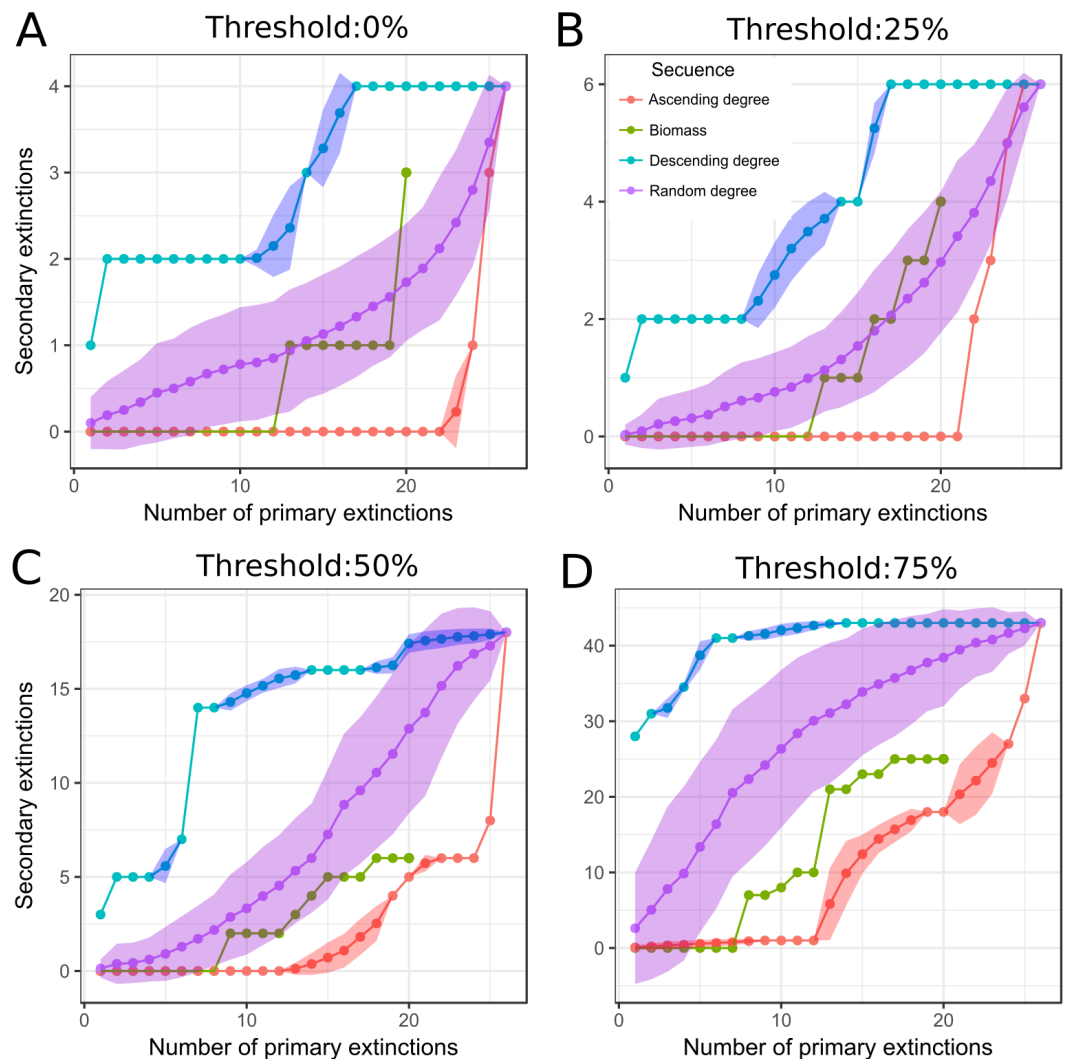 A
Threshold:0%
Secondary extinctions
4
3
2
1
0
0
10
20
Number of primary extinctions
B
Threshold:25%
Secuence
Ascending degree
Biomass
Descending degree
Random degree
6
4
2
0
0
10
20
Number of primary extinctions
C
Threshold:50%
Secondary extinctions
20
15
10
5
0
0
10
20
Number of primary extinctions
D
Threshold:75%
40
30
20
10
0
0
10
20
Number of primary extinctions